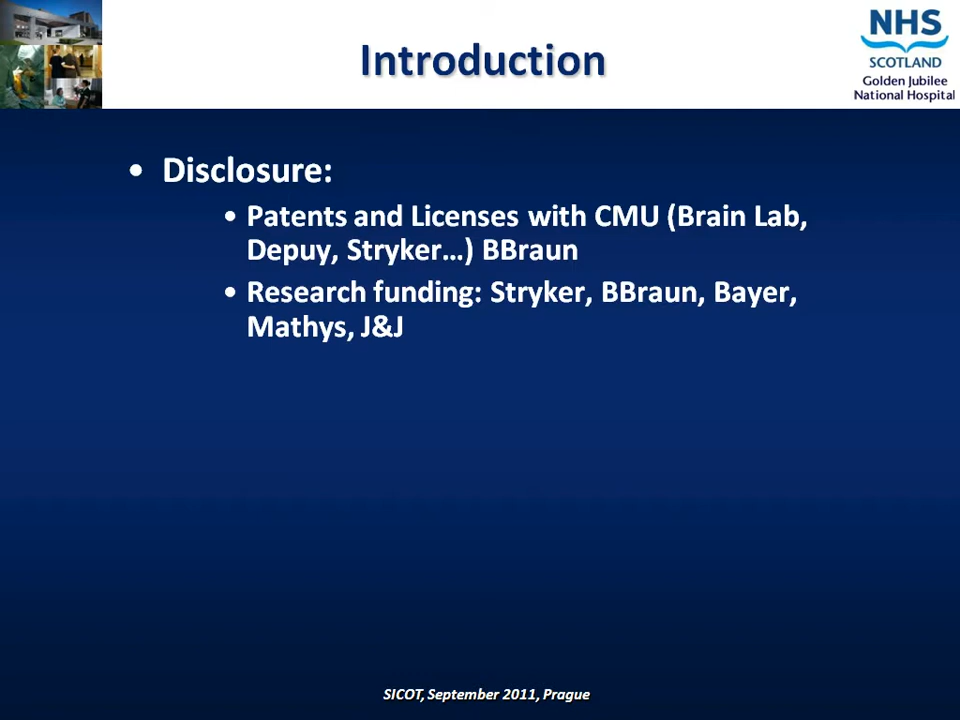 Introduction
NHS
SCOTLAND
Golden Jubilee
National Hospital
• Disclosure:
• Patents and Licenses with CMU (Brain Lab,
Depuy, Stryker…) BBraun
• Research funding: Stryker, BBraun, Bayer,
Mathys, J&J
SICOT, September 2011, Prague